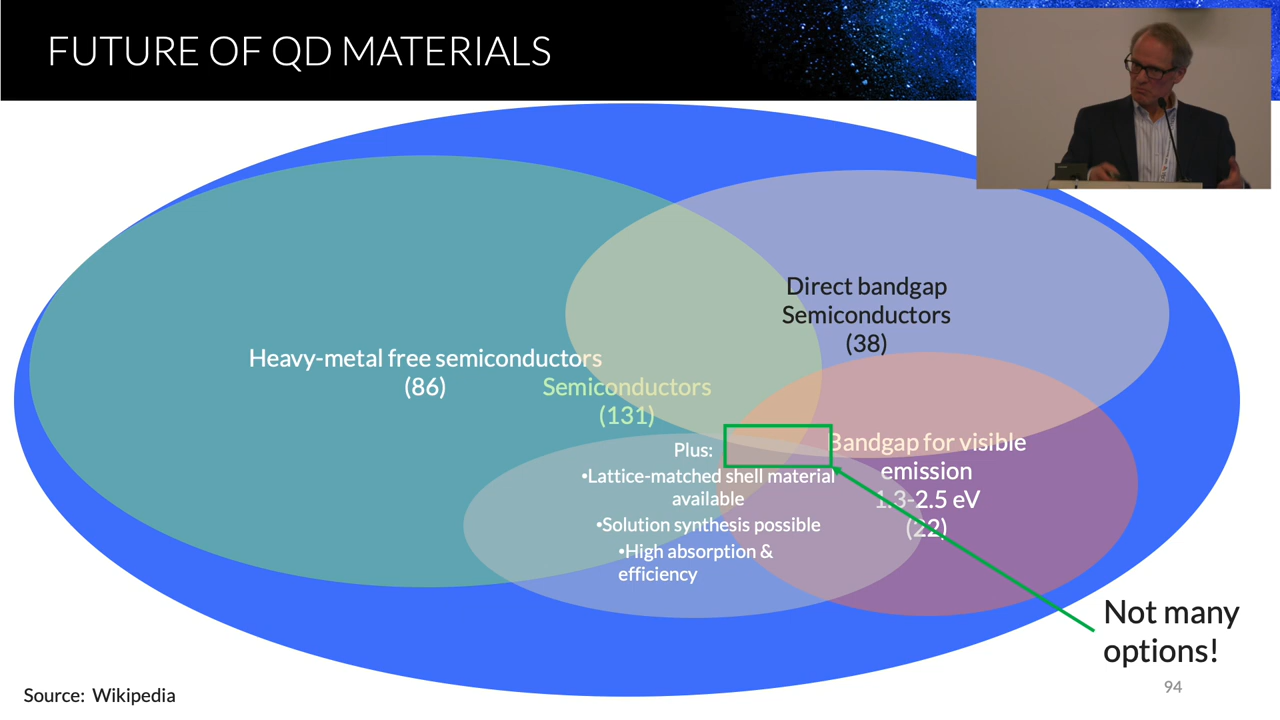 FUTURE OF QD MATERIALS
Direct bandgap
Semiconductors
(38)
Heavy-metal free semiconductors
(86)
Semiconductors
(131)
Plus:
•Lattice-matched shell material
available
•Solution synthesis possible
•High absorption &
efficiency
Bandgap for visible
emission
1.3-2.5 eV
(22)
Not many
options!
Source: Wikipedia
94